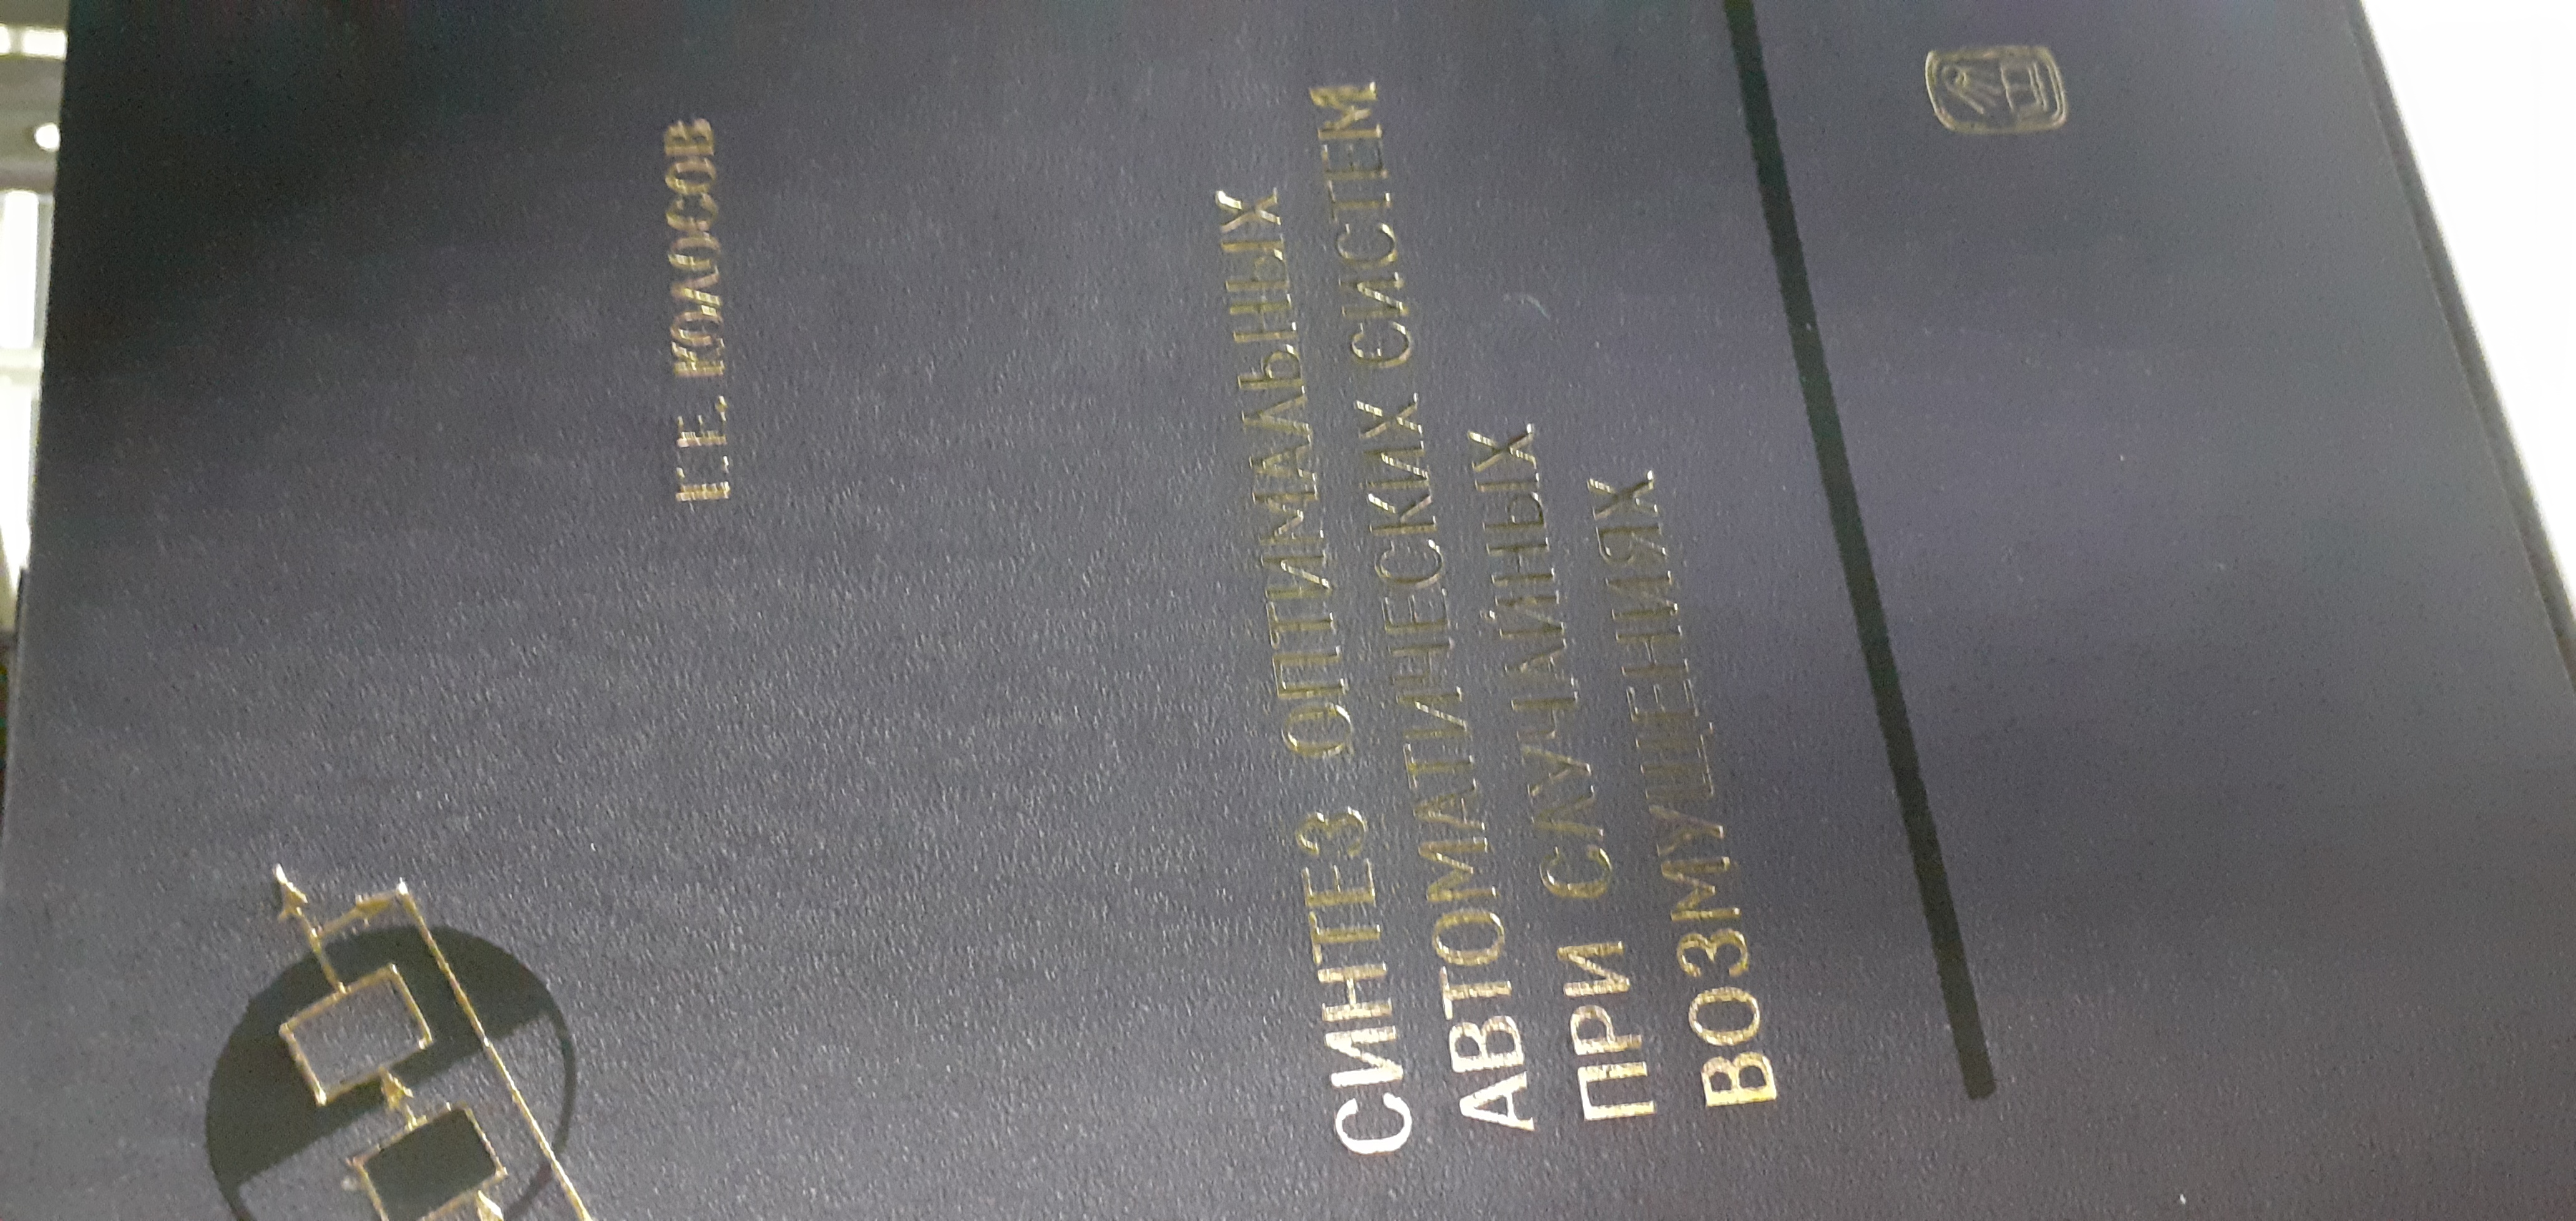 Г.Е. КОЛОСОВ
СИНТЕЗ ОПТИМАЛЬНЫХ
АВТОМАТИЧЕСКИХ СИСТЕМ
ПРИ СЛУЧАЙНЫХ
ВОЗМУЩЕНИЯХ